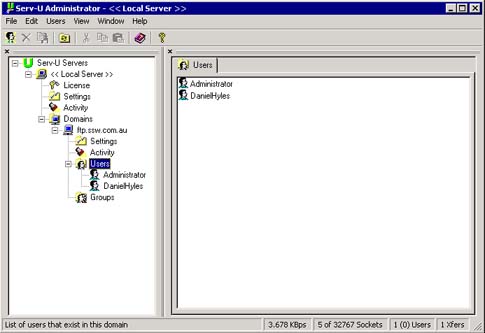 Serv-U Administrator - << Local Server >>
File Edit Users View Window Help
Serv-U Servers
<< Local Server >>
License
Settings
Activity
Domains
ftp.ssw.com.au
Settings
Activity
Users
Administrator
DanielHyles
Groups
Users
Administrator
DanielHyles
List of users that exist in this domain
3.678 KBps
5 of 32767 Sockets
1 (0) Users
1 Xfers